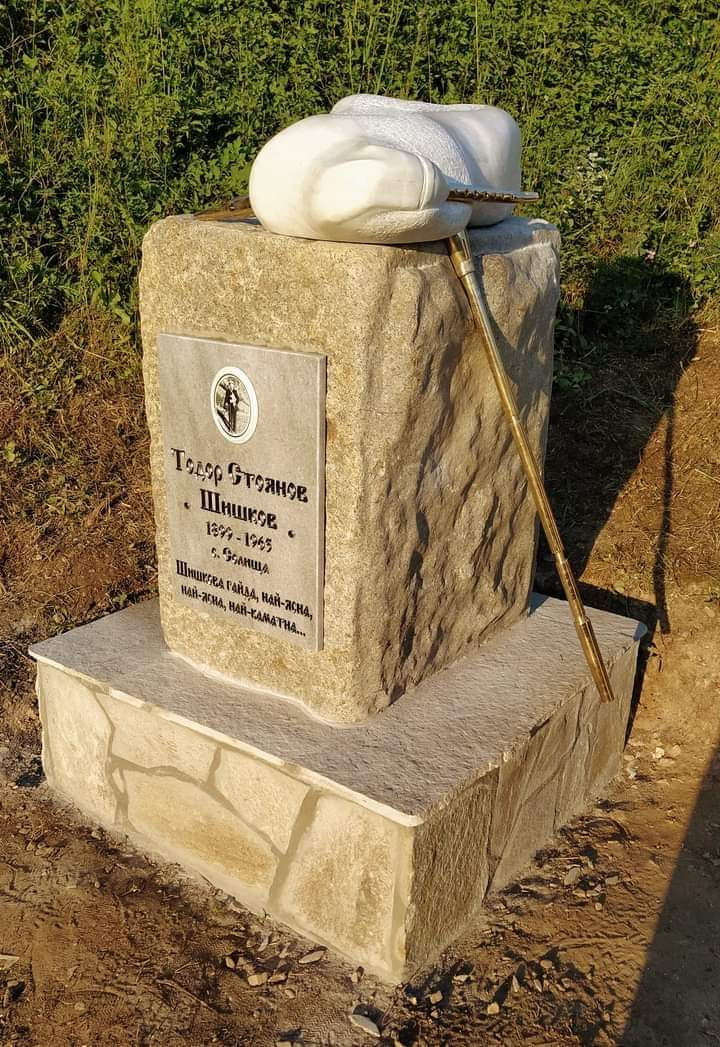 Тодор Стоянов
Шишков
1899 - 1965
с. Солища
Шишкова гайда, най-ясна,
най-ясна, най-каматна...